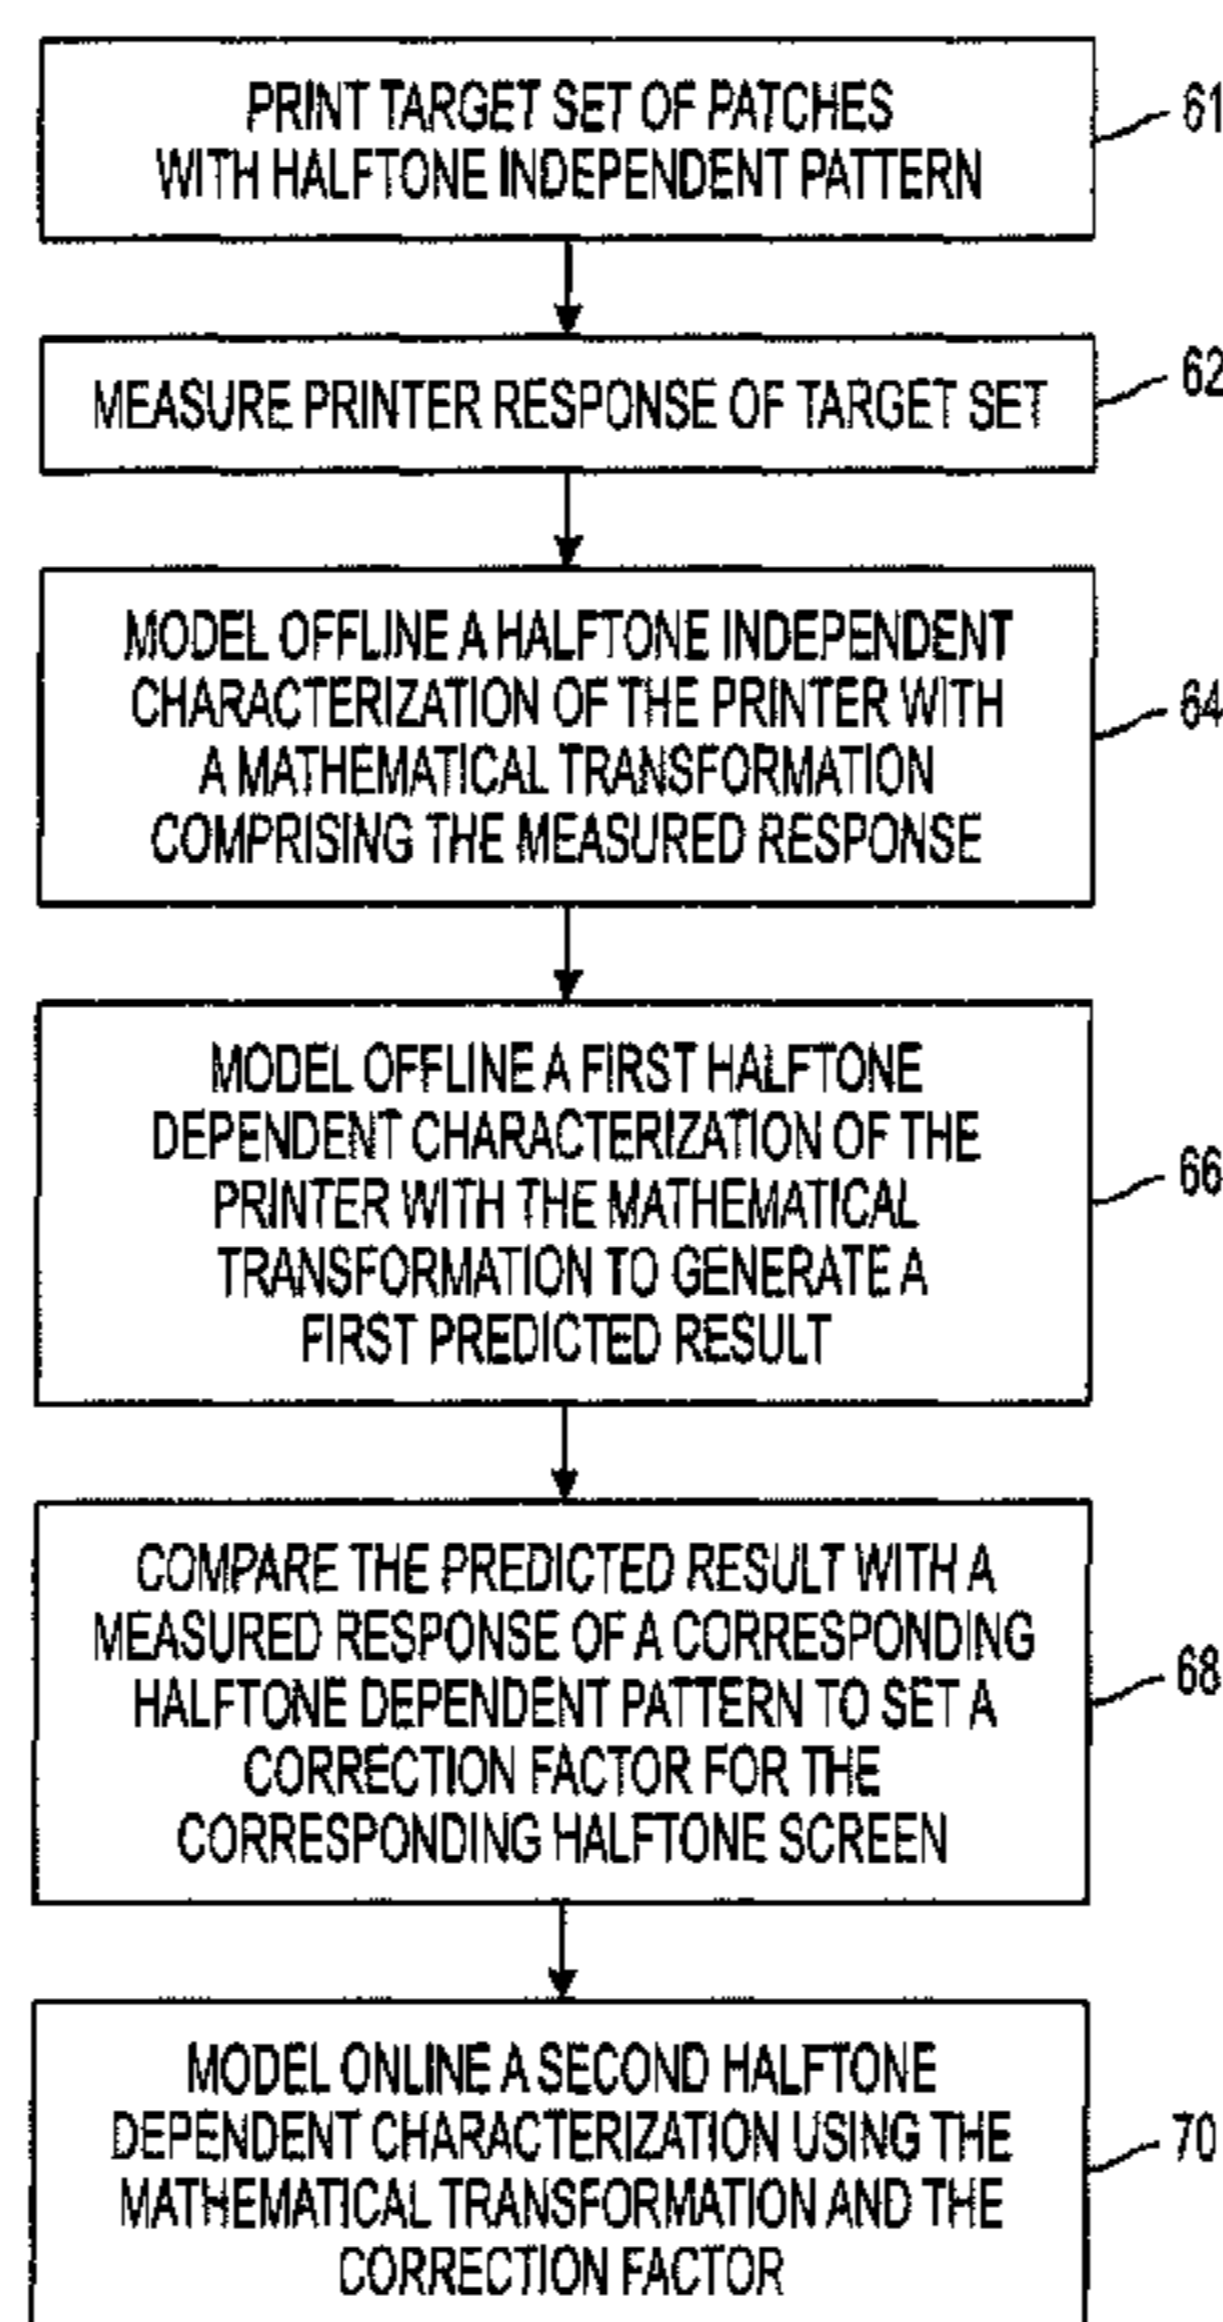 PRINT TARGET SET OF PATCHES
WITH HALFTONE INDEPENDENT PATTERN
61
MEASURE PRINTER RESPONSE OF TARGET SET
62
MODEL OFFLINE A HALFTONE INDEPENDENT
CHARACTERIZATION OF THE PRINTER WITH
A MATHEMATICAL TRANSFORMATION
COMPRISING THE MEASURED RESPONSE
64
MODEL OFFLINE A FIRST HALFTONE
DEPENDENT CHARACTERIZATION OF THE
PRINTER WITH THE MATHEMATICAL
TRANSFORMATION TO GENERATE A
FIRST PREDICTED RESULT
66
COMPARE THE PREDICTED RESULT WITH A
MEASURED RESPONSE OF A CORRESPONDING
HALFTONE DEPENDENT PATTERN TO SET A
CORRECTION FACTOR FOR THE
CORRESPONDING HALFTONE SCREEN
68
MODEL ONLINE A SECOND HALFTONE
DEPENDENT CHARACTERIZATION USING THE
MATHEMATICAL TRANSFORMATION AND THE
CORRECTION FACTOR
70